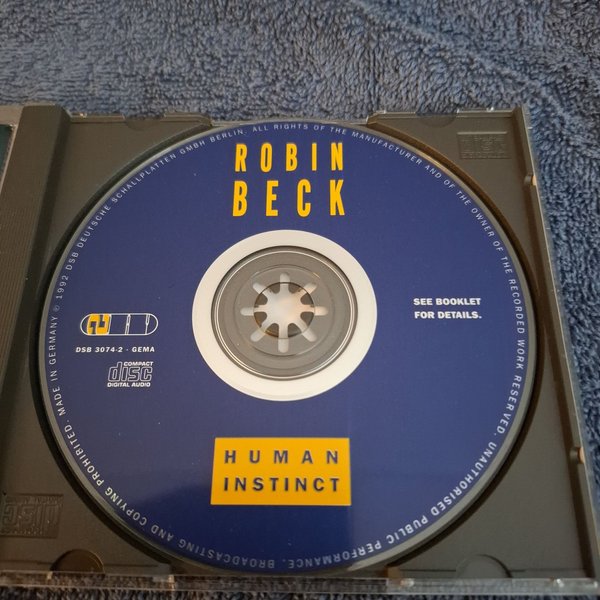 ROBIN
BECK
SEE BOOKLET
FOR DETAILS.
DSB 3074-2 · GEMA
COMPACT
disc
DIGITAL AUDIO
HUMAN
INSTINCT
MADE IN GERMANY ℗ 1992 DSB DEUTSCHE SCHALLPLATTEN GMBH BERLIN. ALL RIGHTS OF THE MANUFACTURER AND OF THE OWNER OF THE RECORDED WORK RESERVED. UNAUTHORISED PUBLIC PERFORMANCE, BROADCASTING AND COPYING PROHIBITED.